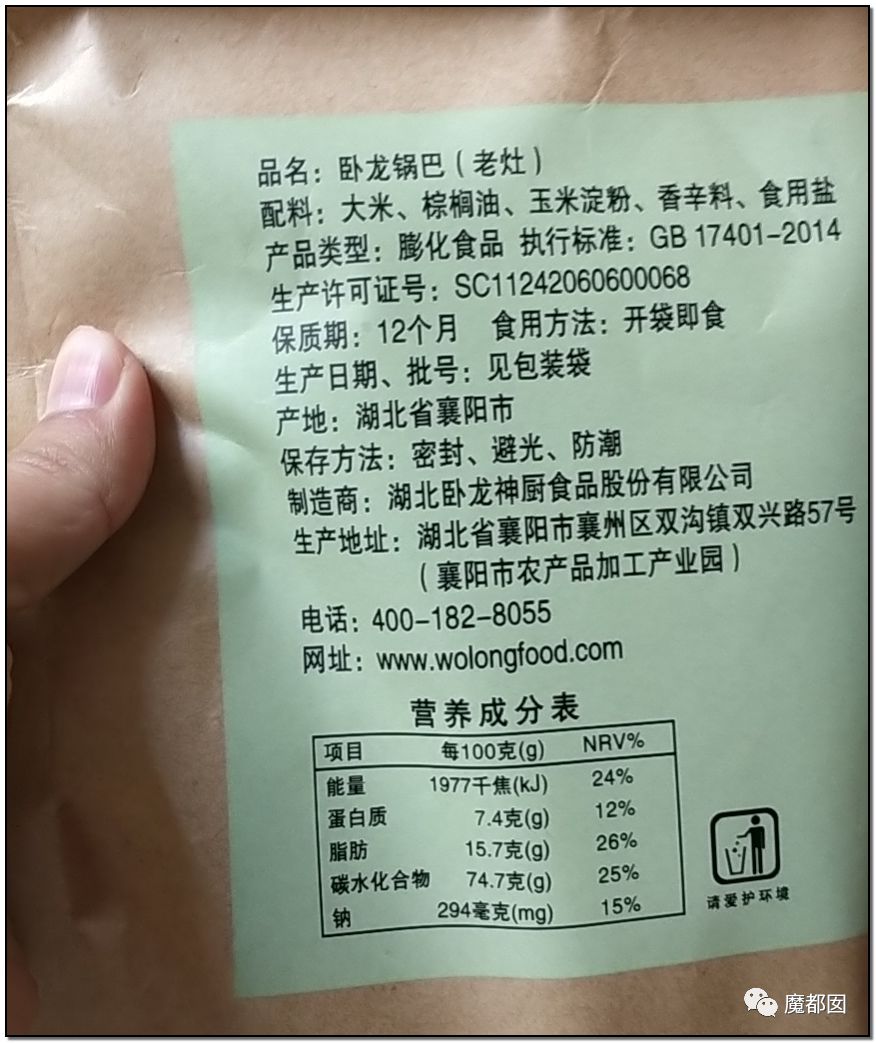 品名：卧龙锅巴（老灶）
配料：大米、棕榈油、玉米淀粉、香辛料、食用盐
产品类型：膨化食品 执行标准：GB 17401-2014
生产许可证号：SC11242060600068
保质期：12个月 食用方法：开袋即食
生产日期、批号：见包装袋
产地：湖北省襄阳市
保存方法：密封、避光、防潮
制造商：湖北卧龙神厨食品股份有限公司
生产地址：湖北省襄阳市襄州区双沟镇双兴路57号
（襄阳市农产品加工产业园）
电话：400-182-8055
网址：www.wolongfood.com
营养成分表
项目 每100克(g) NRV%
能量 1977千焦(kJ) 24%
蛋白质 7.4克(g) 12%
脂肪 15.7克(g) 26%
碳水化合物 74.7克(g) 25%
钠 294毫克(mg) 15%
请爱护环境
魔都囡